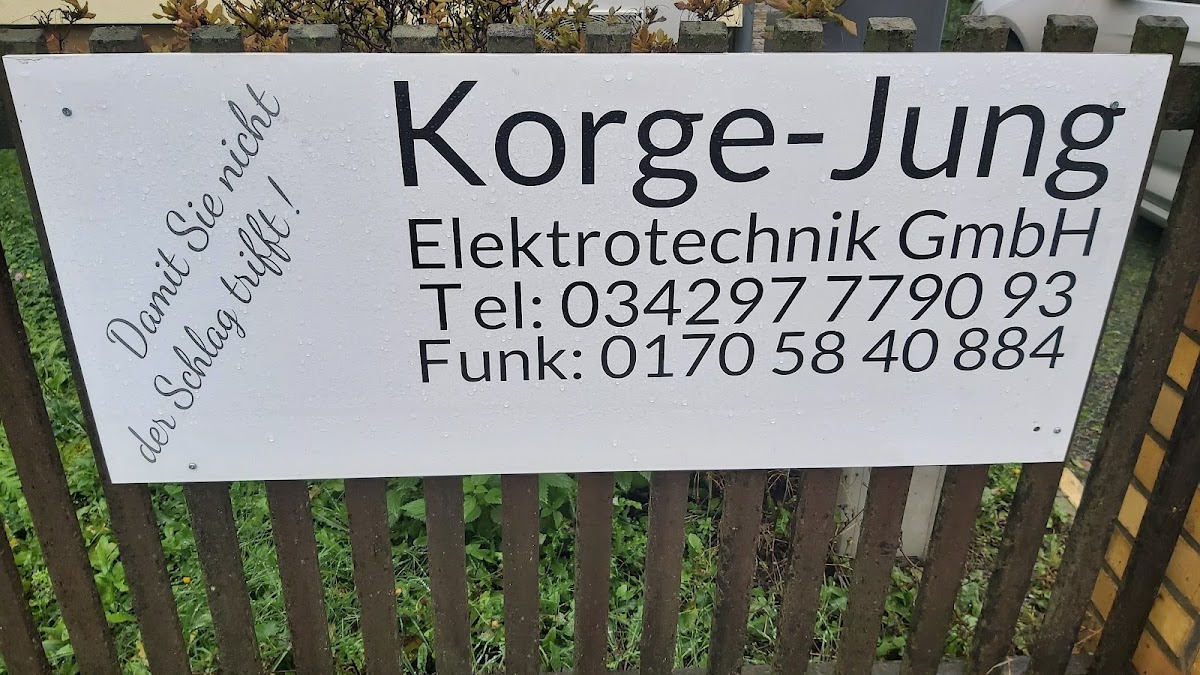 Damit Sie nicht
der Schlag trifft!
Korge-Jung
Elektrotechnik GmbH
Tel: 034297 7790 93
Funk: 0170 58 40 884